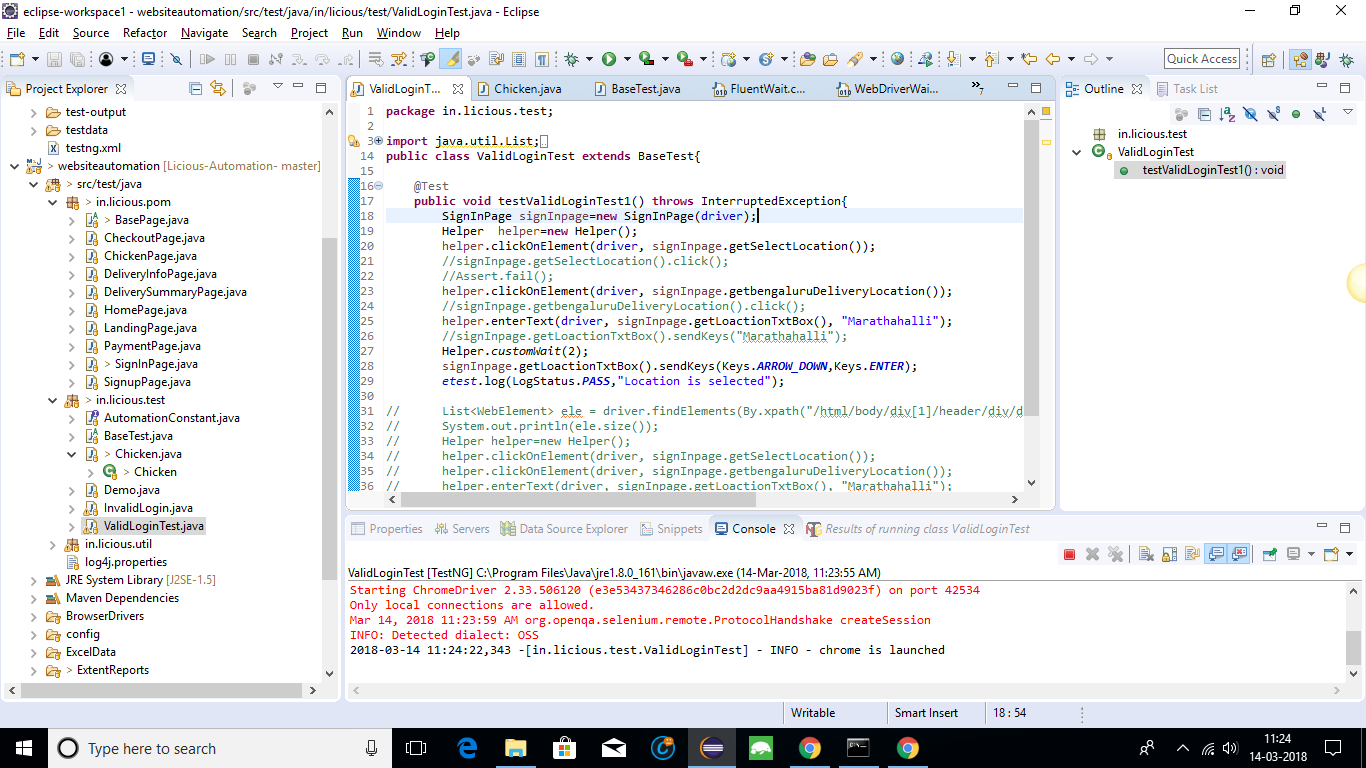 eclipse-workspace1 - websiteautomation/src/test/java/in/licious/test/ValidLoginTest.java - Eclipse
File Edit Source Refactor Navigate Search Project Run Window Help
Quick Access
Project Explorer
test-output
testdata
testng.xml
> websiteautomation [Licious-Automation- master]
> src/test/java
> in.licious.pom
> BasePage.java
CheckoutPage.java
ChickenPage.java
DeliveryInfoPage.java
DeliverySummaryPage.java
HomePage.java
LandingPage.java
PaymentPage.java
> SignInPage.java
SignupPage.java
> in.licious.test
AutomationConstant.java
BaseTest.java
> Chicken.java
> Chicken
Demo.java
InvalidLogin.java
ValidLoginTest.java
in.licious.util
log4j.properties
JRE System Library [J2SE-1.5]
Maven Dependencies
BrowserDrivers
config
ExcelData
> ExtentReports
ValidLoginT... Chicken.java BaseTest.java FluentWait.c... WebDriverWai... »7
1 package in.licious.test;
2
3 import java.util.List;
14 public class ValidLoginTest extends BaseTest{
15
16 @Test
17 public void testValidLoginTest1() throws InterruptedException{
18 SignInPage signInpage=new SignInPage(driver);
19 Helper  helper=new Helper();
20 helper.clickOnElement(driver, signInpage.getSelectLocation());
21 //signInpage.getSelectLocation().click();
22 //Assert.fail();
23 helper.clickOnElement(driver, signInpage.getbengaluruDeliveryLocation());
24 //signInpage.getbengaluruDeliveryLocation().click();
25 helper.enterText(driver, signInpage.getLoactionTxtBox(), "Marathahalli");
26 //signInpage.getLoactionTxtBox().sendKeys("Marathahalli");
27 Helper.customWait(2);
28 signInpage.getLoactionTxtBox().sendKeys(Keys.ARROW_DOWN,Keys.ENTER);
29 etest.log(LogStatus.PASS,"Location is selected");
30
31 // List<WebElement> ele = driver.findElements(By.xpath("/html/body/div[1]/header/div/d
32 // System.out.println(ele.size());
33 // Helper helper=new Helper();
34 // helper.clickOnElement(driver, signInpage.getSelectLocation());
35 // helper.clickOnElement(driver, signInpage.getbengaluruDeliveryLocation());
36 // helper.enterText(driver, signInpage.getLoactionTxtBox(), "Marathahalli");
Outline Task List
in.licious.test
ValidLoginTest
testValidLoginTest1() : void
Properties Servers Data Source Explorer Snippets Console Results of running class ValidLoginTest
ValidLoginTest [TestNG] C:\Program Files\Java\jre1.8.0_161\bin\javaw.exe (14-Mar-2018, 11:23:55 AM)
Starting ChromeDriver 2.33.506120 (e3e53437346286c0bc2d2dc9aa4915ba81d9023f) on port 42534
Only local connections are allowed.
Mar 14, 2018 11:23:59 AM org.openqa.selenium.remote.ProtocolHandshake createSession
INFO: Detected dialect: OSS
2018-03-14 11:24:22,343 -[in.licious.test.ValidLoginTest] - INFO - chrome is launched
Writable Smart Insert 18 : 54
Type here to search
11:24
14-03-2018